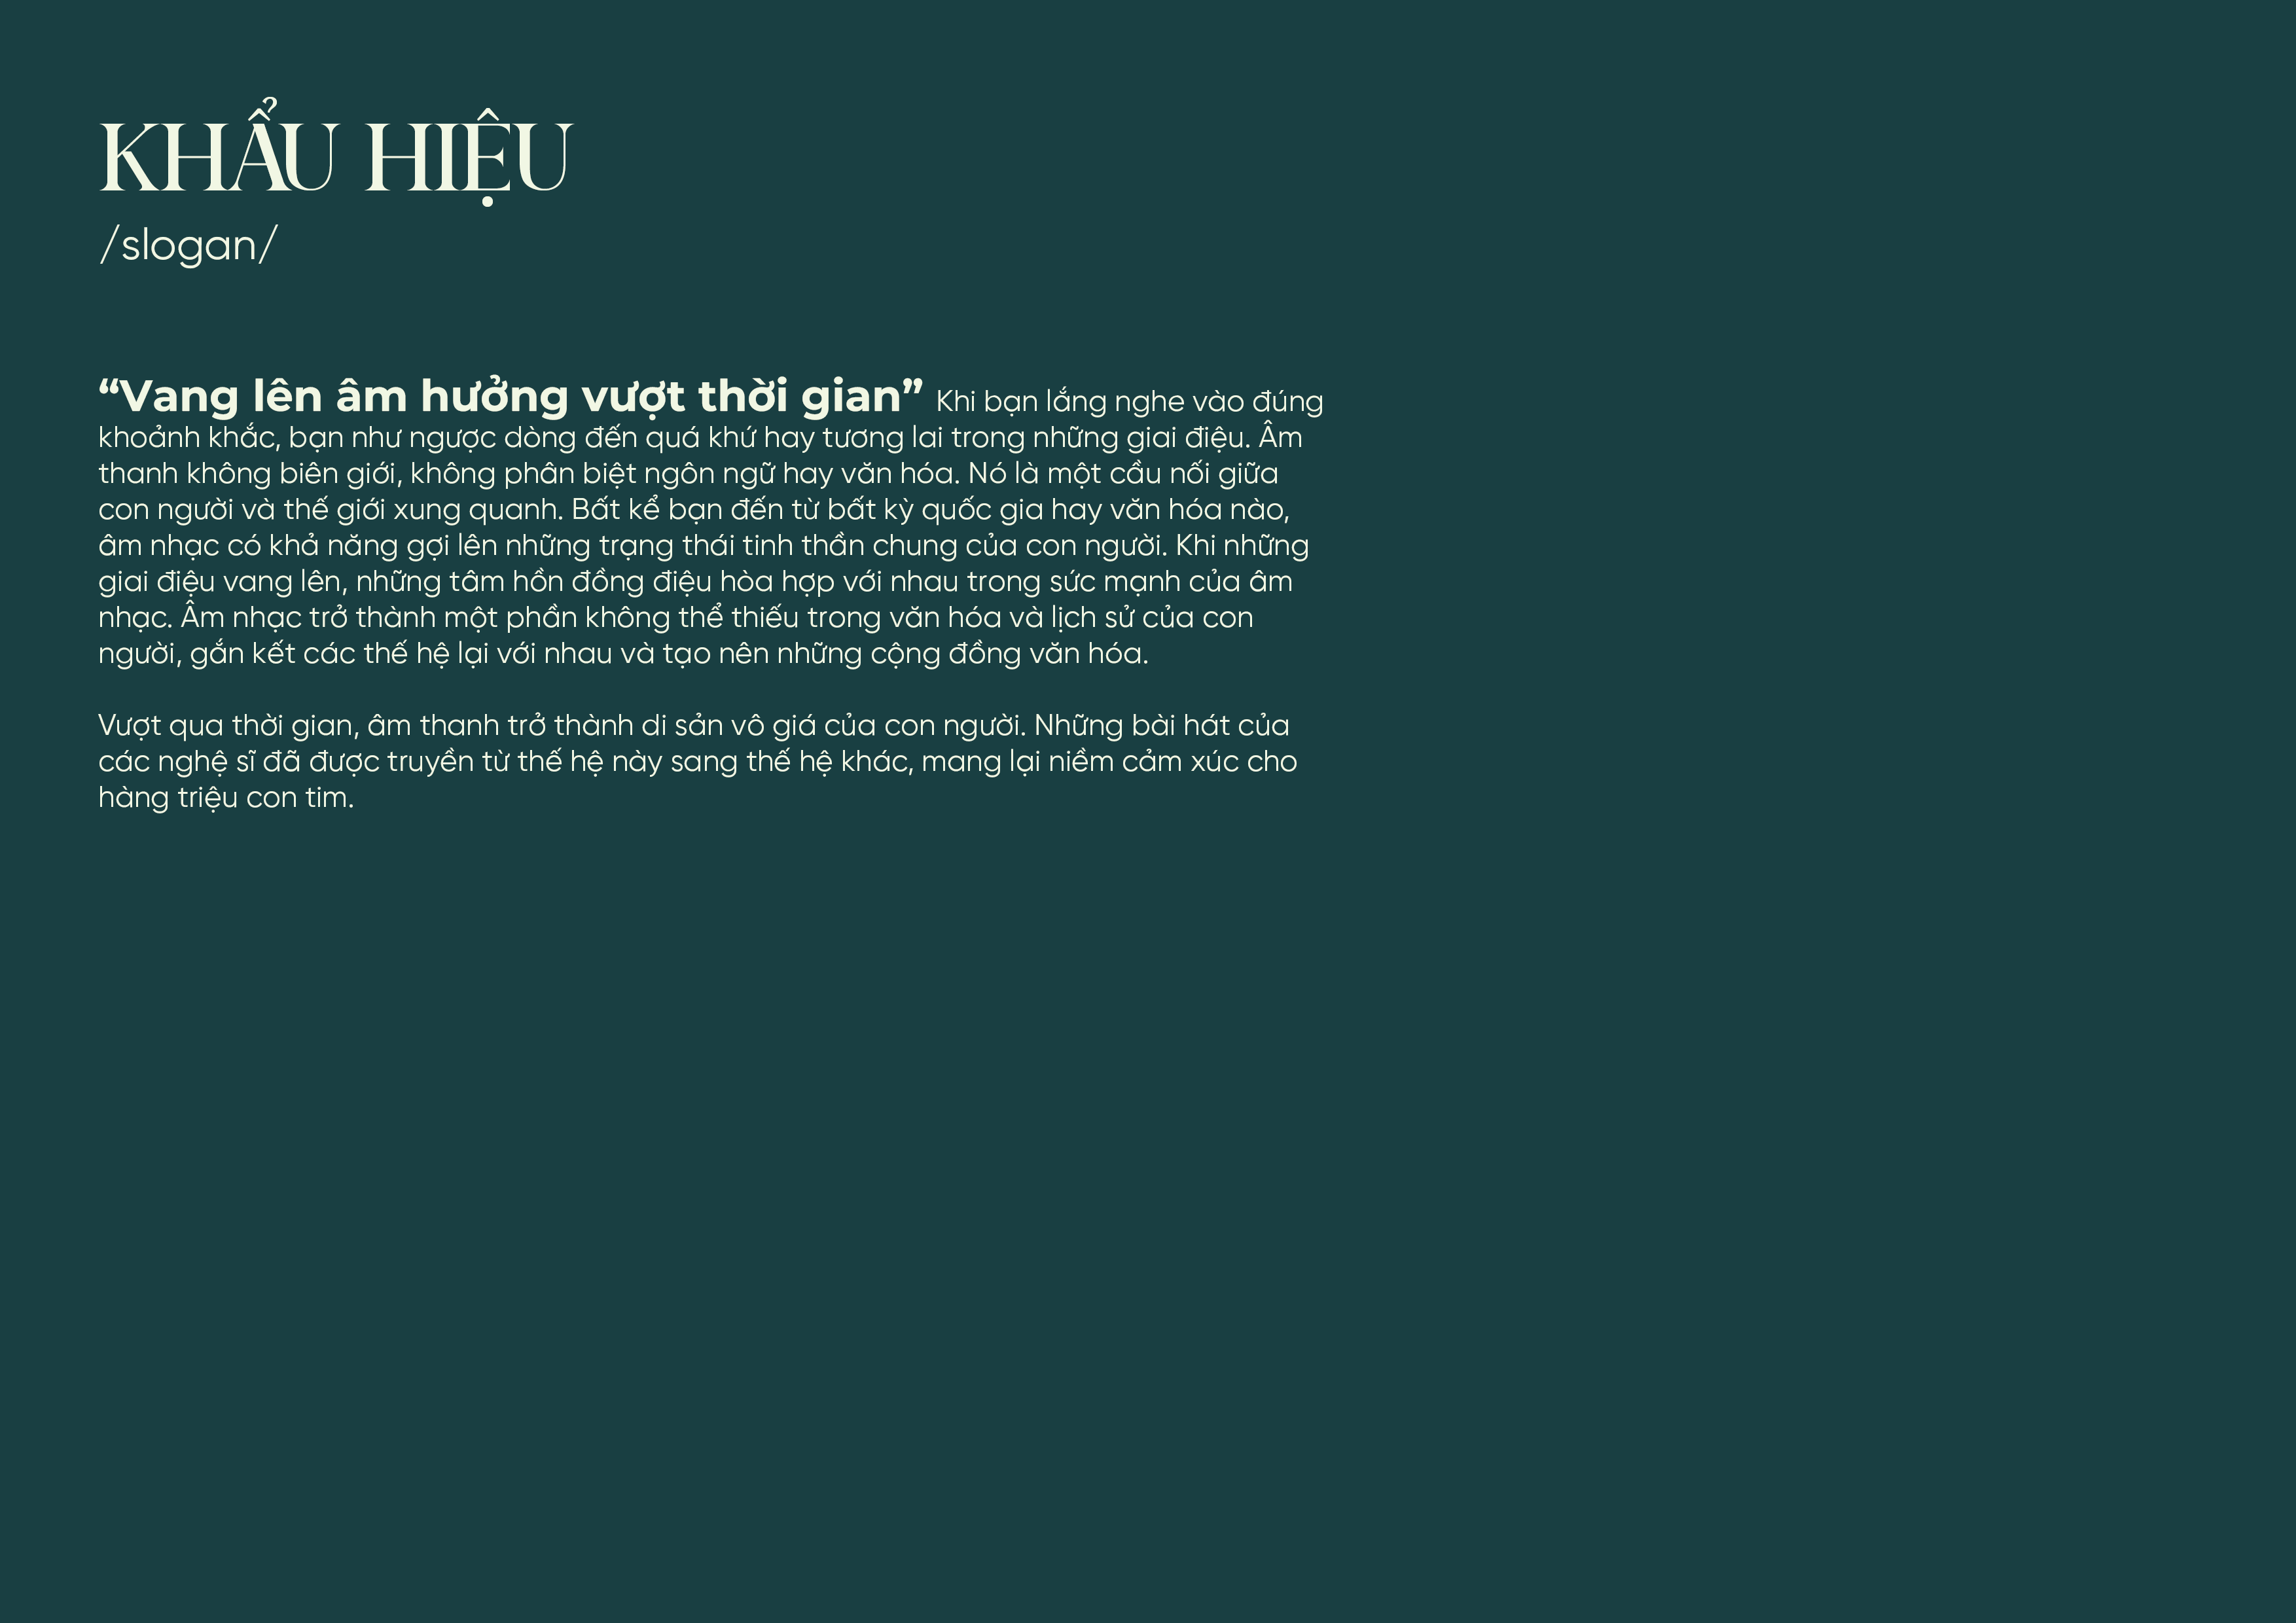 KHẨU HIỆU
/slogan/
“Vang lên âm hưởng vượt thời gian” Khi bạn lắng nghe vào đúng
khoảnh khắc, bạn như ngược dòng đến quá khứ hay tương lai trong những giai điệu. Âm
thanh không biên giới, không phân biệt ngôn ngữ hay văn hóa. Nó là một cầu nối giữa
con người và thế giới xung quanh. Bất kể bạn đến từ bất kỳ quốc gia hay văn hóa nào,
âm nhạc có khả năng gợi lên những trạng thái tinh thần chung của con người. Khi những
giai điệu vang lên, những tâm hồn đồng điệu hòa hợp với nhau trong sức mạnh của âm
nhạc. Âm nhạc trở thành một phần không thể thiếu trong văn hóa và lịch sử của con
người, gắn kết các thế hệ lại với nhau và tạo nên những cộng đồng văn hóa.
Vượt qua thời gian, âm thanh trở thành di sản vô giá của con người. Những bài hát của
các nghệ sĩ đã được truyền từ thế hệ này sang thế hệ khác, mang lại niềm cảm xúc cho
hàng triệu con tim.